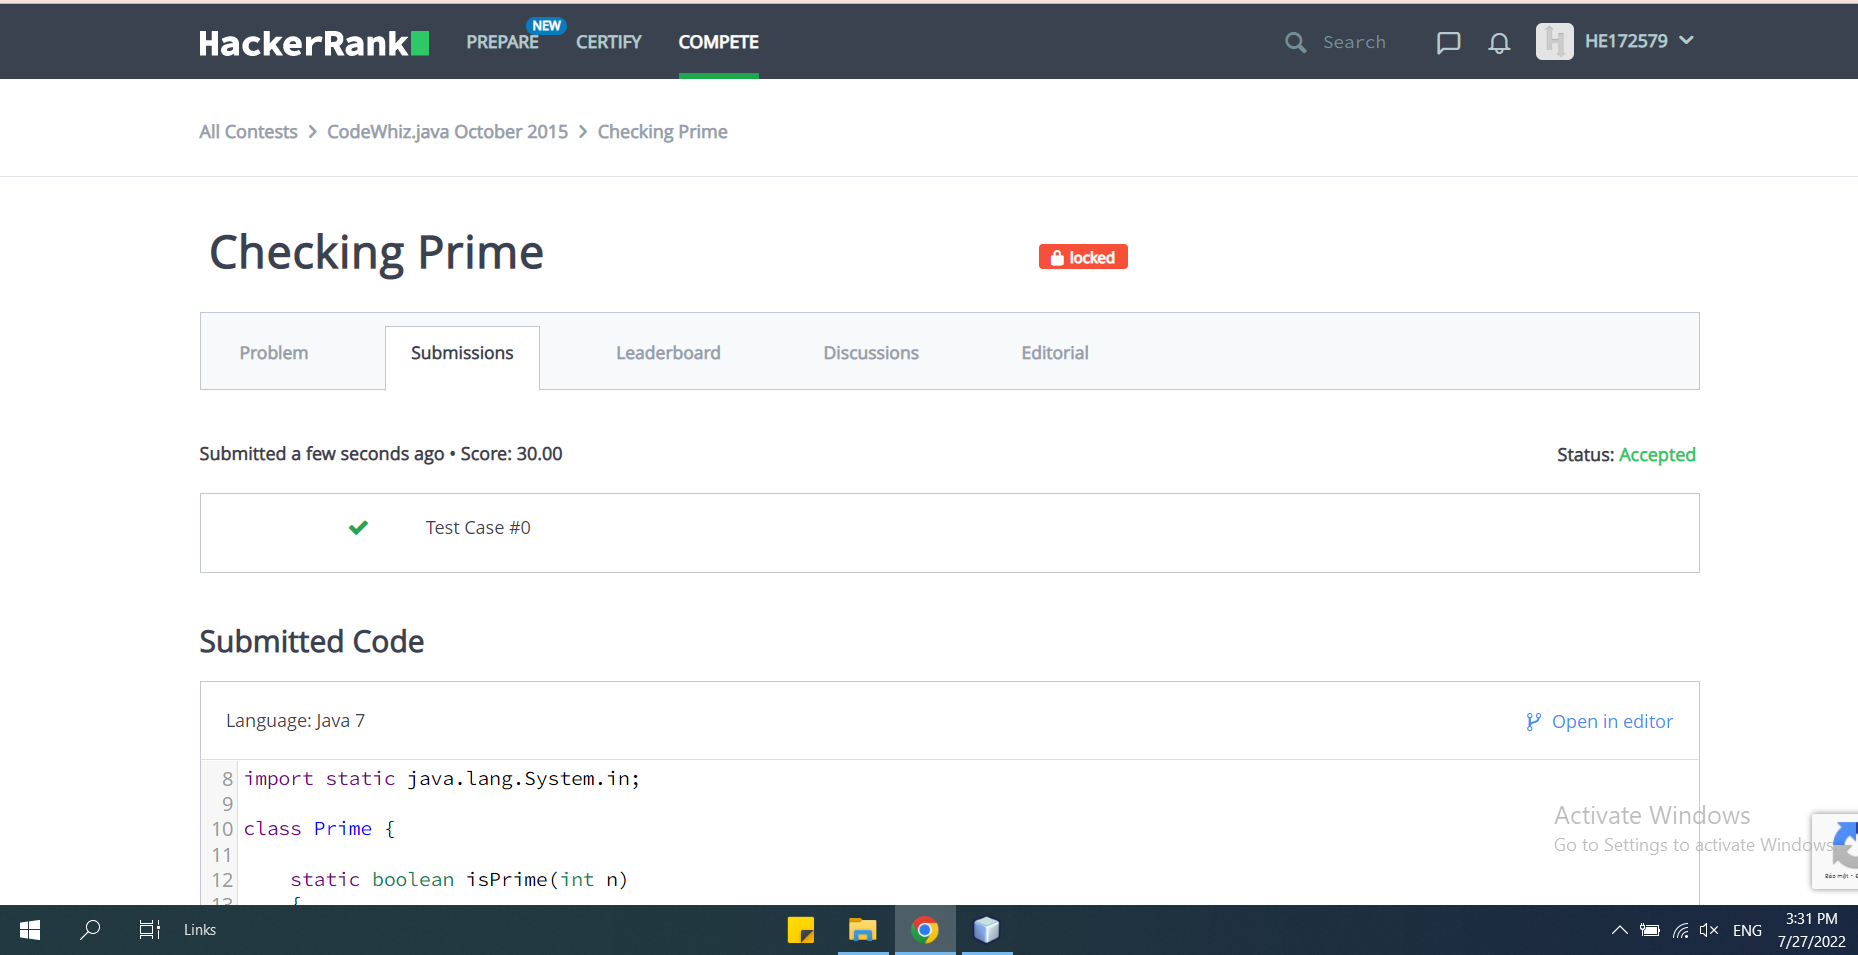 HackerRank
PREPARE NEW CERTIFY COMPETE Search HE172579
All Contests > CodeWhiz.java October 2015 > Checking Prime
Checking Prime locked
Problem Submissions Leaderboard Discussions Editorial
Submitted a few seconds ago • Score: 30.00 Status: Accepted
Test Case #0
Submitted Code
Language: Java 7 Open in editor
8 import static java.lang.System.in;
9
10 class Prime {
11
12 static boolean isPrime(int n)
13 {
Activate Windows
Go to Settings to activate Windows
Bảo mật -
Links ENG 3:31 PM
7/27/2022